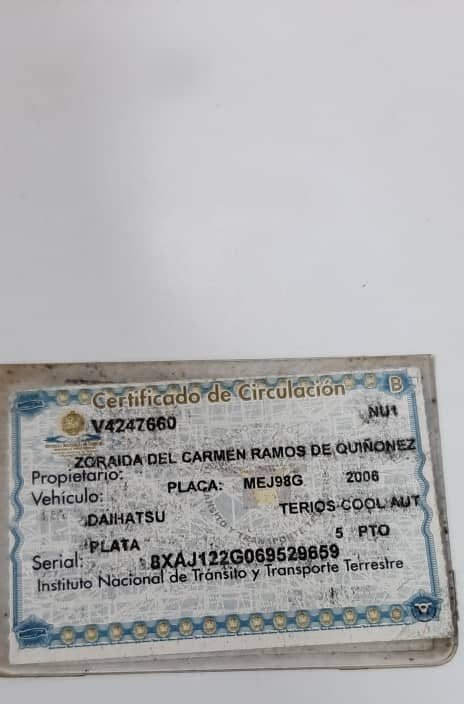 Certificado de Circulación B
V4247660 NU1
ZORAIDA DEL CARMEN RAMOS DE QUIÑONEZ
Propietario:
PLACA: MEJ98G 2006
Vehículo:
DAIHATSU TERIOS COOL AUT
PLATA 5 PTO
Serial: 8XAJ122G069529659
Instituto Nacional de Tránsito y Transporte Terrestre